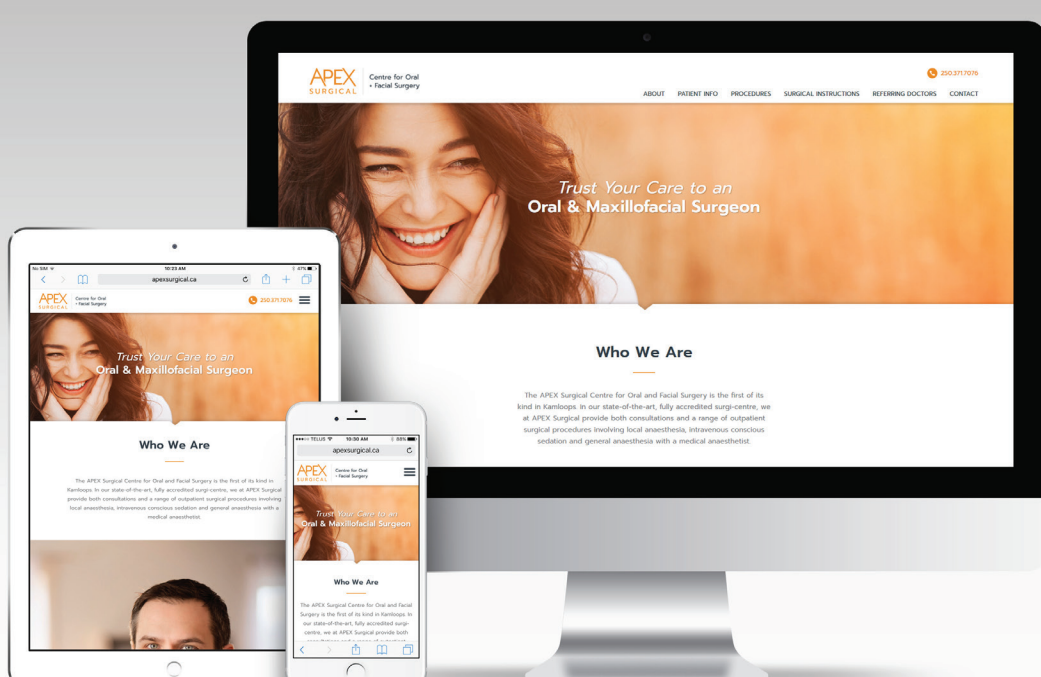 APEX
SURGICAL
Centre for Oral
+ Facial Surgery
250.371.7076
ABOUT PATIENT INFO PROCEDURES SURGICAL INSTRUCTIONS REFERRING DOCTORS CONTACT
Trust Your Care to an
Oral & Maxillofacial Surgeon
Who We Are
The APEX Surgical Centre for Oral and Facial Surgery is the first of its
kind in Kamloops. In our state-of-the-art, fully accredited surgi-centre, we
at APEX Surgical provide both consultations and a range of outpatient
surgical procedures involving local anaesthesia, intravenous conscious
sedation and general anaesthesia with a medical anaesthetist.
No SIM 10:23 AM 47%
apexsurgical.ca
APEX
SURGICAL
Centre for Oral
+ Facial Surgery
250.371.7076
Trust Your Care to an
Oral & Maxillofacial Surgeon
Who We Are
The APEX Surgical Centre for Oral and Facial Surgery is the first of its kind in
Kamloops. In our state-of-the-art, fully accredited surgi-centre, we at APEX Surgical
provide both consultations and a range of outpatient surgical procedures involving
local anaesthesia, intravenous conscious sedation and general anaesthesia with a
medical anaesthetist.
TELUS 10:30 AM 86%
apexsurgical.ca
APEX
SURGICAL
Centre for Oral
+ Facial Surgery
Trust Your Care to an
Oral & Maxillofacial Surgeon
Who We Are
The APEX Surgical Centre for Oral and Facial
Surgery is the first of its kind in Kamloops. In
our state-of-the-art, fully accredited surgi-
centre, we at APEX Surgical provide both
consultations and a range of outpatient